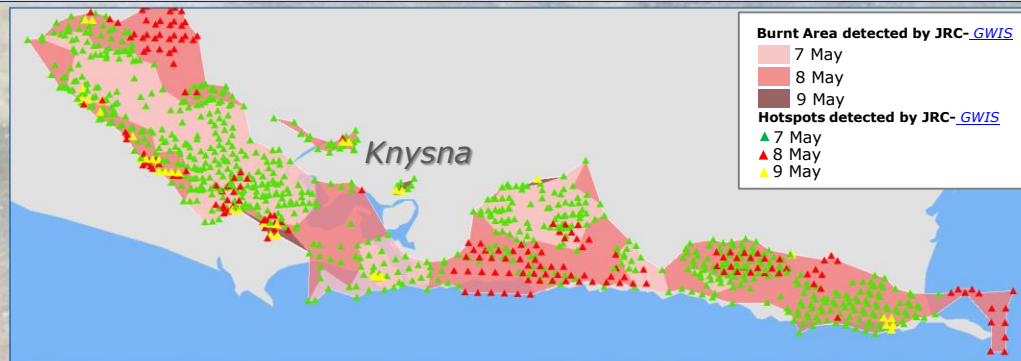 Burnt Area detected by JRC- GWIS
7 May
8 May
9 May
Hotspots detected by JRC- GWIS
7 May
8 May
9 May
Knysna